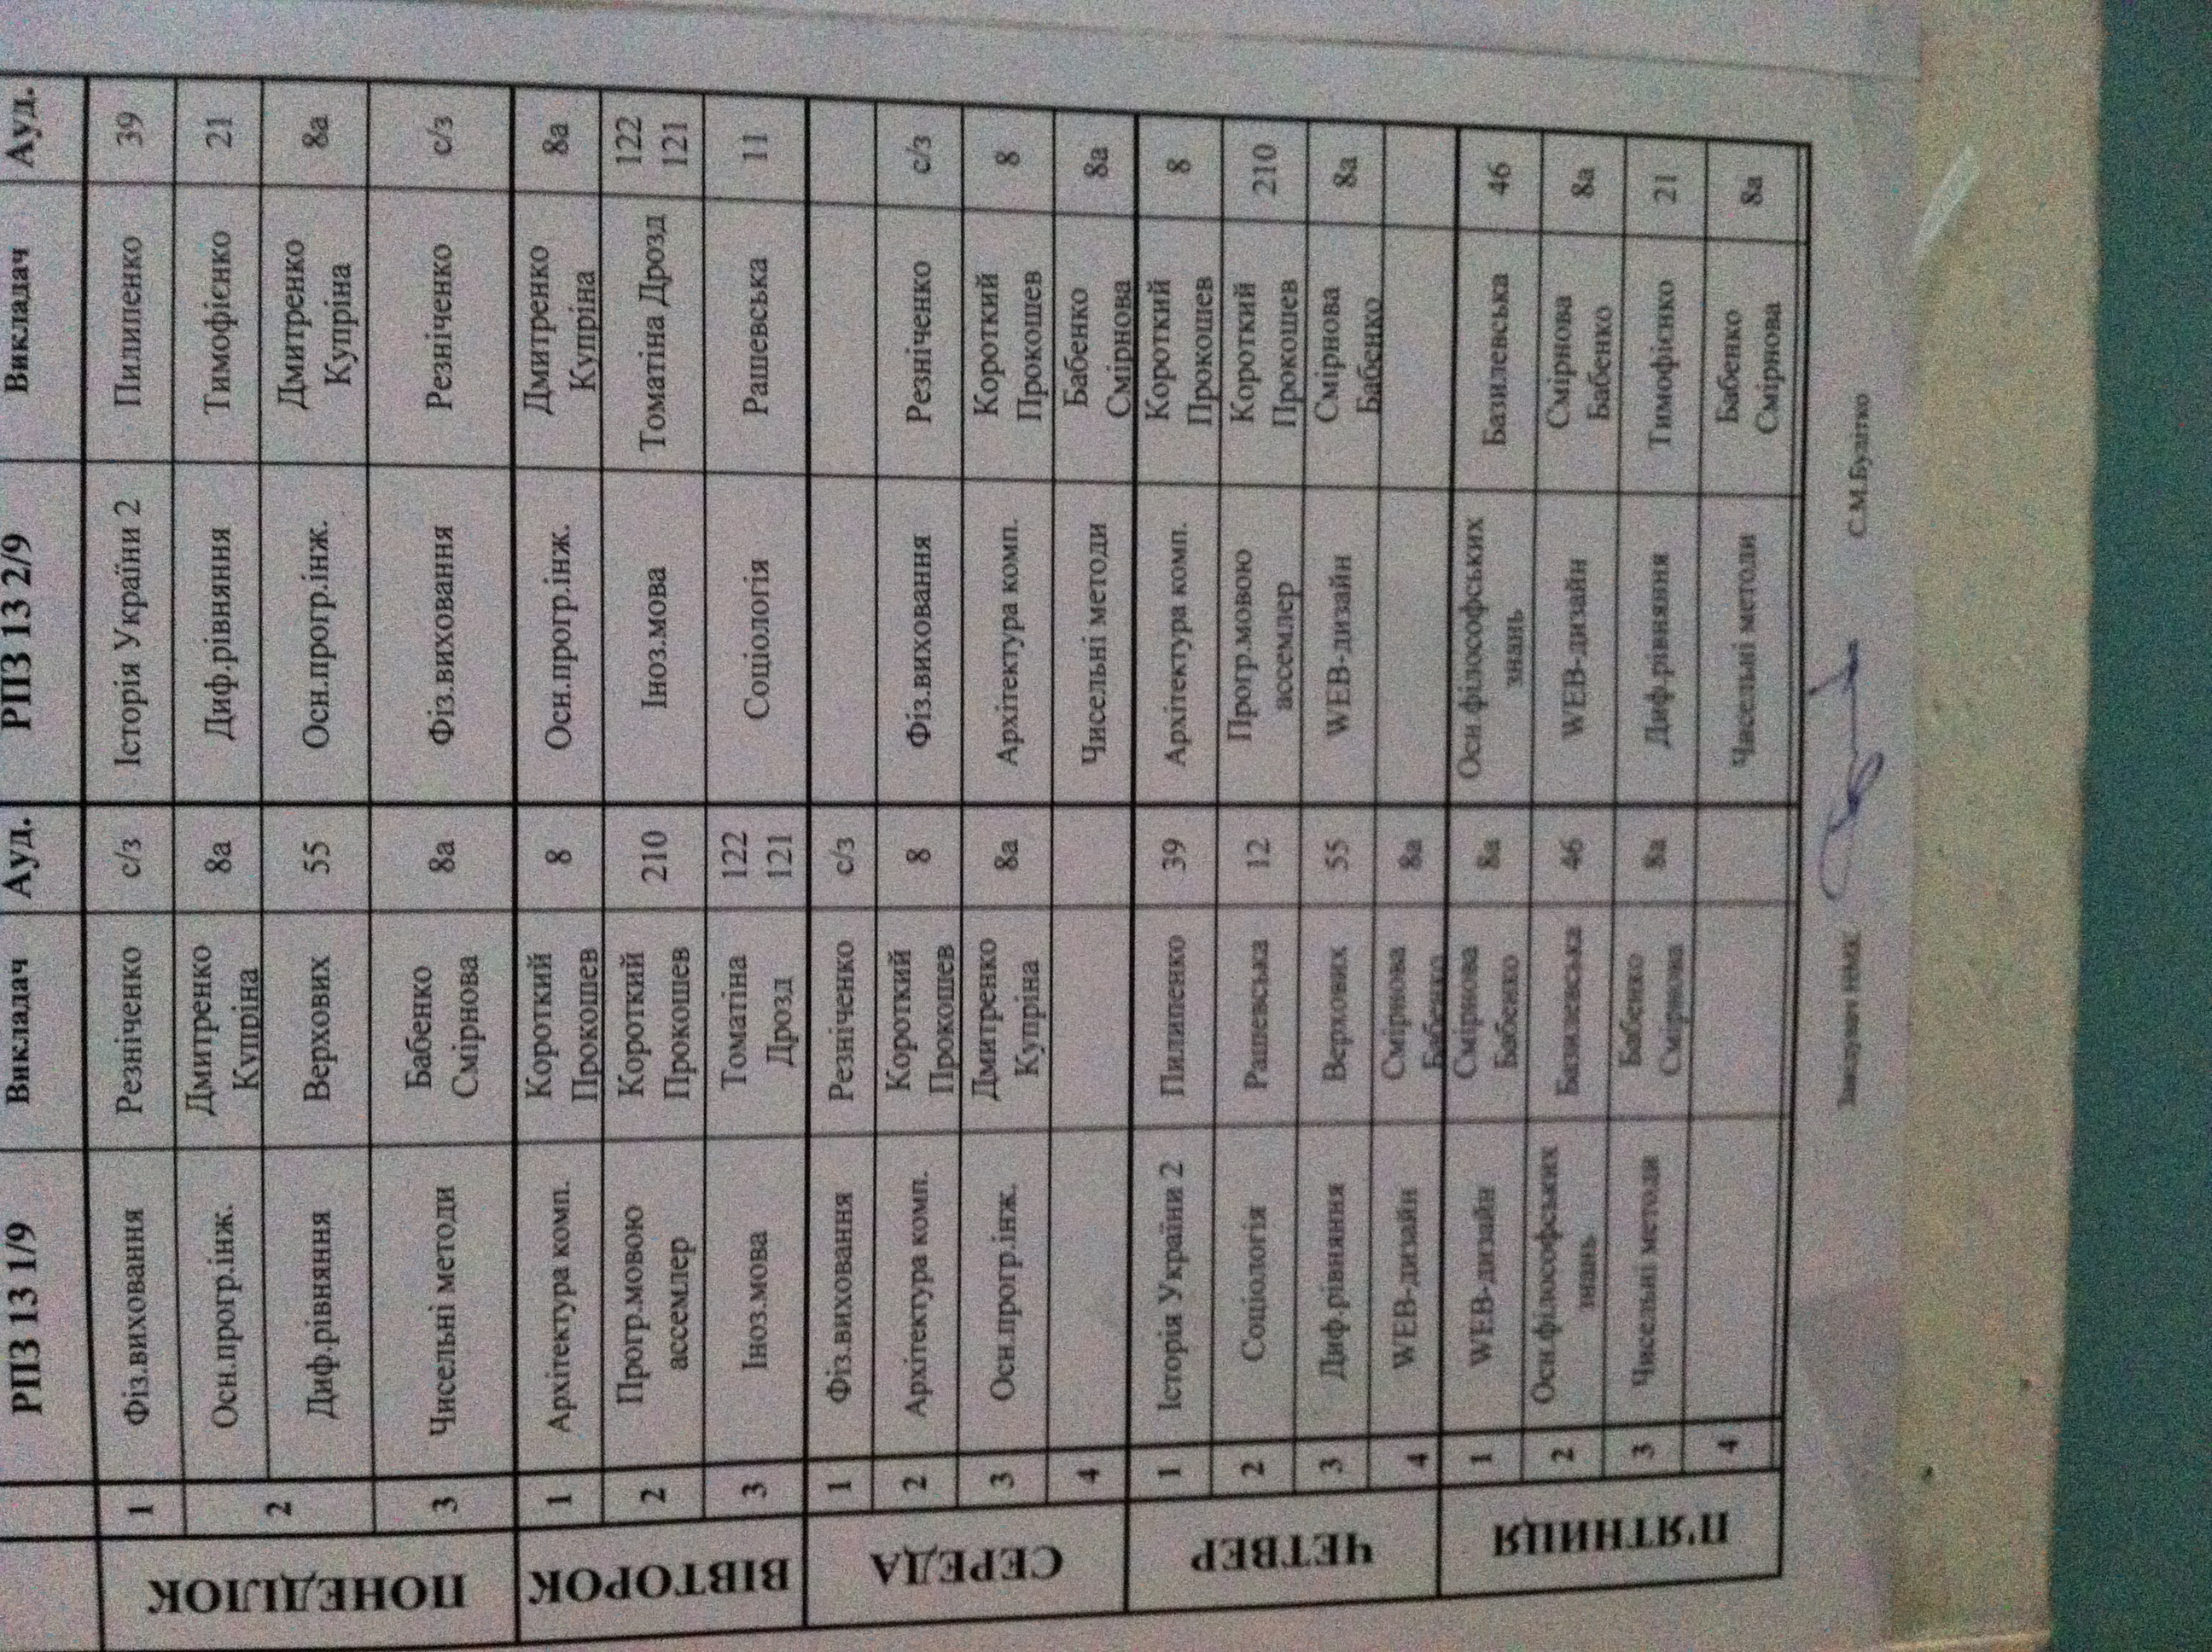 РПЗ 13 1/9 Викладач Ауд. РПЗ 13 2/9 Викладач Ауд.
ПОНЕДІЛОК
1 Фіз.виховання Резніченко с/з Історія України 2 Пилипенко 39
2 Осн.прогр.інж. Дмитренко Купріна 8а Диф.рівняння Тимофієнко 21
Диф.рівняння Верхових 55 Осн.прогр.інж. Дмитренко Купріна 8а
3 Чисельні методи Бабенко Смірнова 8а Фіз.виховання Резніченко с/з
ВІВТОРОК
1 Архітектура комп. Короткий Прокошев 8 Осн.прогр.інж. Дмитренко Купріна 8а
2 Прогр.мовою ассемлер Короткий Прокошев 210 Іноз.мова Томатіна Дрозд 122 121
3 Іноз.мова Томатіна Дрозд 122 121 Соціологія Рашевська 11
СЕРЕДА
1 Фіз.виховання Резніченко с/з
2 Архітектура комп. Короткий Прокошев 8 Фіз.виховання Резніченко с/з
3 Осн.прогр.інж. Дмитренко Купріна 8а Архітектура комп. Короткий Прокошев 8
4 Чисельні методи Бабенко Смірнова 8а
ЧЕТВЕР
1 Історія України 2 Пилипенко 39 Архітектура комп. Короткий Прокошев 8
2 Соціологія Рашевська 12 Прогр.мовою ассемлер Короткий Прокошев 210
3 Диф.рівняння Верхових 55 WEB-дизайн Смірнова Бабенко 8а
4 WEB-дизайн Смірнова Бабенко 8а
П'ЯТНИЦЯ
1 WEB-дизайн Смірнова Бабенко 8а Осн.філософських знань Базилевська 46
2 Осн.філософських знань Базилевська 46 WEB-дизайн Смірнова Бабенко 8а
3 Чисельні методи Бабенко Смірнова 8а Диф.рівняння Тимофієнко 21
4 Чисельні методи Бабенко Смірнова 8а
С.М.